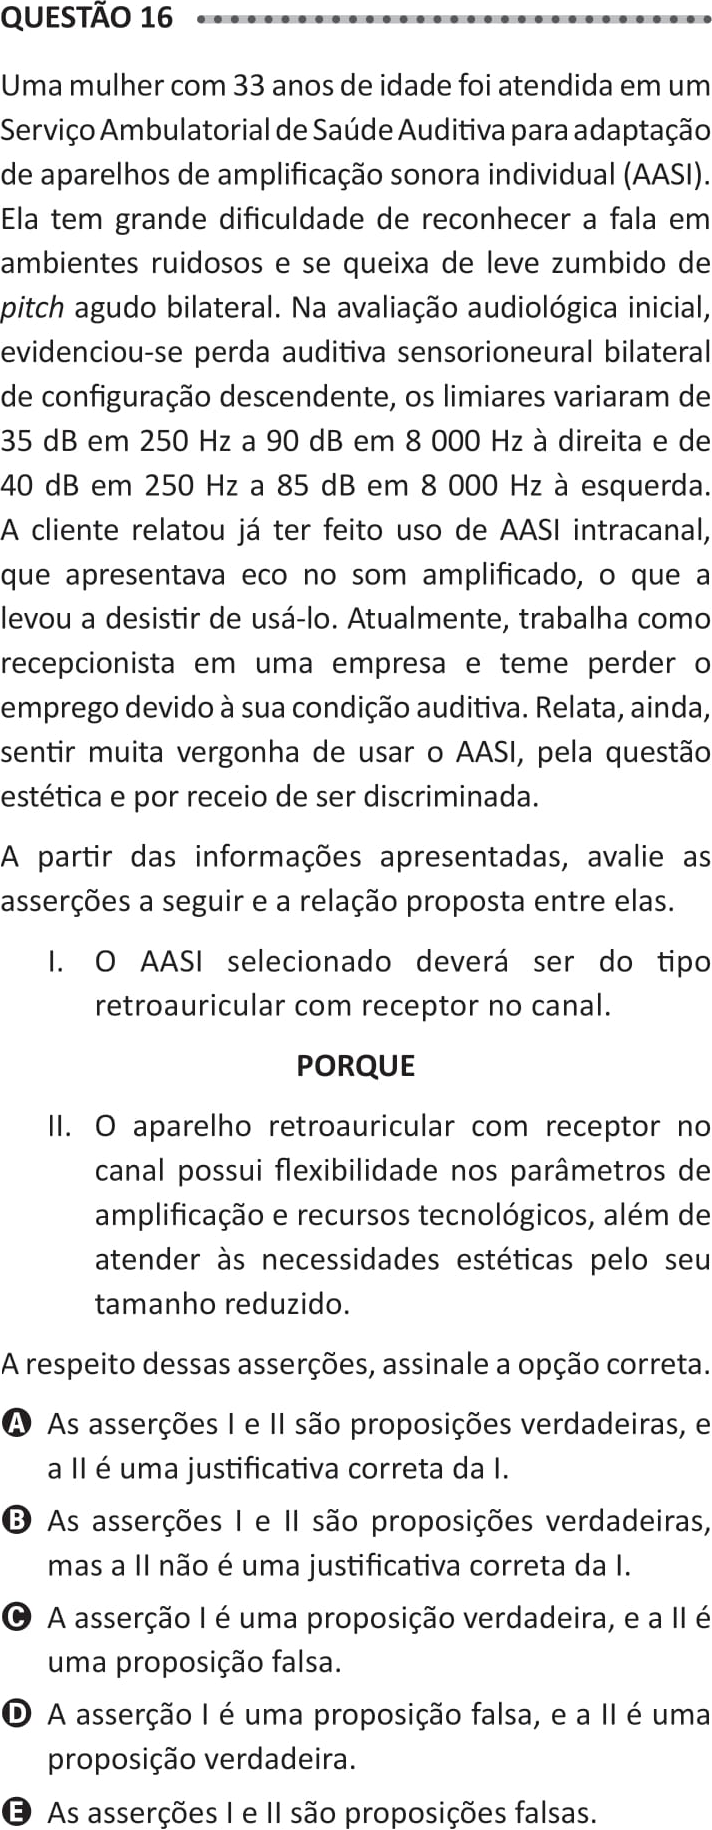 QUESTÃO 16
Uma mulher com 33 anos de idade foi atendida em um
Serviço Ambulatorial de Saúde Auditiva para adaptação
de aparelhos de amplificação sonora individual (AASI).
Ela tem grande dificuldade de reconhecer a fala em
ambientes ruidosos e se queixa de leve zumbido de
pitch agudo bilateral. Na avaliação audiológica inicial,
evidenciou-se perda auditiva sensorioneural bilateral
de configuração descendente, os limiares variaram de
35 dB em 250 Hz a 90 dB em 8 000 Hz à direita e de
40 dB em 250 Hz a 85 dB em 8 000 Hz à esquerda.
A cliente relatou já ter feito uso de AASI intracanal,
que apresentava eco no som amplificado, o que a
levou a desistir de usá-lo. Atualmente, trabalha como
recepcionista em uma empresa e teme perder o
emprego devido à sua condição auditiva. Relata, ainda,
sentir muita vergonha de usar o AASI, pela questão
estética e por receio de ser discriminada.
A partir das informações apresentadas, avalie as
asserções a seguir e a relação proposta entre elas.
I. O AASI selecionado deverá ser do tipo
retroauricular com receptor no canal.
PORQUE
II. O aparelho retroauricular com receptor no
canal possui flexibilidade nos parâmetros de
amplificação e recursos tecnológicos, além de
atender às necessidades estéticas pelo seu
tamanho reduzido.
A respeito dessas asserções, assinale a opção correta.
A As asserções I e II são proposições verdadeiras, e
a II é uma justificativa correta da I.
B As asserções I e II são proposições verdadeiras,
mas a II não é uma justificativa correta da I.
C A asserção I é uma proposição verdadeira, e a II é
uma proposição falsa.
D A asserção I é uma proposição falsa, e a II é uma
proposição verdadeira.
E As asserções I e II são proposições falsas.